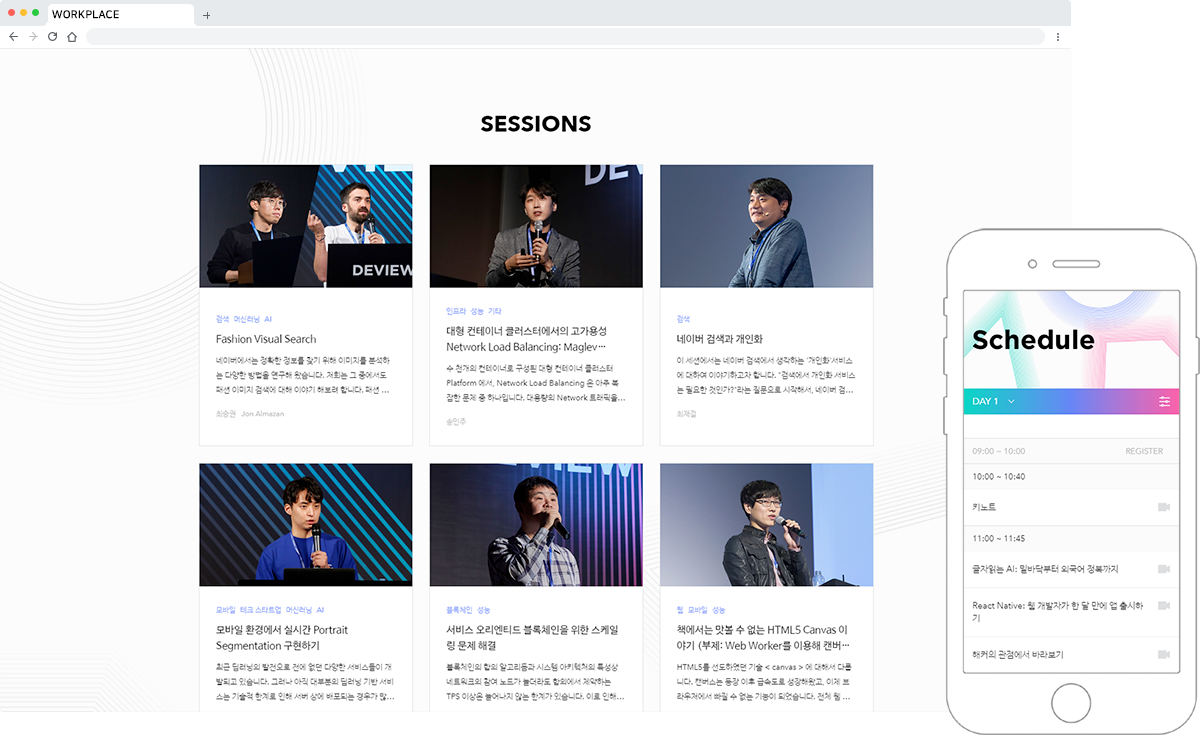 WORKPLACE
SESSIONS
DEVIEW
DEV
검색 머신러닝 AI
Fashion Visual Search
네이버에서는 정확한 정보를 찾기 위해 이미지를 분석하
는 다양한 방법을 연구해 왔습니다. 저희는 그 중에서도
패션 이미지 검색에 대해 이야기 해보려 합니다. 패션 ...
최승권 Jon Almazan
인프라 성능 기타
대형 컨테이너 클러스터에서의 고가용성
Network Load Balancing: Maglev…
수 천개의 컨테이너로 구성된 대형 컨테이너 클러스터
Platform 에서, Network Load Balancing 은 아주 복
잡한 문제 중 하나입니다. 대용량의 Network 트래픽을...
송인주
검색
네이버 검색과 개인화
이 세션에서는 네이버 검색에서 생각하는 '개인화'서비스
에 대하여 이야기하고자 합니다. "검색에서 개인화 서비스
는 필요한 것인가?"라는 질문으로 시작해서, 네이버 검...
최재걸
VIEW
모바일 테크 스타트업 머신러닝 AI
모바일 환경에서 실시간 Portrait
Segmentation 구현하기
최근 딥러닝의 발전으로 전에 없던 다양한 서비스들이 개
발되고 있습니다. 그러나 아직 대부분의 딥러닝 기반 서비
스는 기술적 한계로 인해 서버 상에 배포되는 경우가 많...
블록체인 성능
서비스 오리엔티드 블록체인을 위한 스케일
링 문제 해결
블록체인의 합의 알고리듬과 시스템 아키텍처의 특성상
네트워크의 참여 노드가 늘더라도 합의에서 제약하는
TPS 이상은 늘어나지 않는 한계가 있습니다. 이로 인해...
웹 모바일 성능
책에서는 맛볼 수 없는 HTML5 Canvas 이
야기 (부제: Web Worker를 이용해 캔버…
HTML5를 선도하였던 기술 < canvas > 에 대해서 다룹
니다. 캔버스는 등장 이후 급속도로 성장해왔고, 이제 브
라우저에서 빠질 수 없는 기능이 되었습니다. 전체 웹 ...
Schedule
DAY 1
09:00 ~ 10:00 REGISTER
10:00 ~ 10:40
키노트
11:00 ~ 11:45
글자읽는 AI: 밑바닥부터 외국어 정복까지
React Native: 웹 개발자가 한 달 만에 앱 출시하
기
해커의 관점에서 바라보기